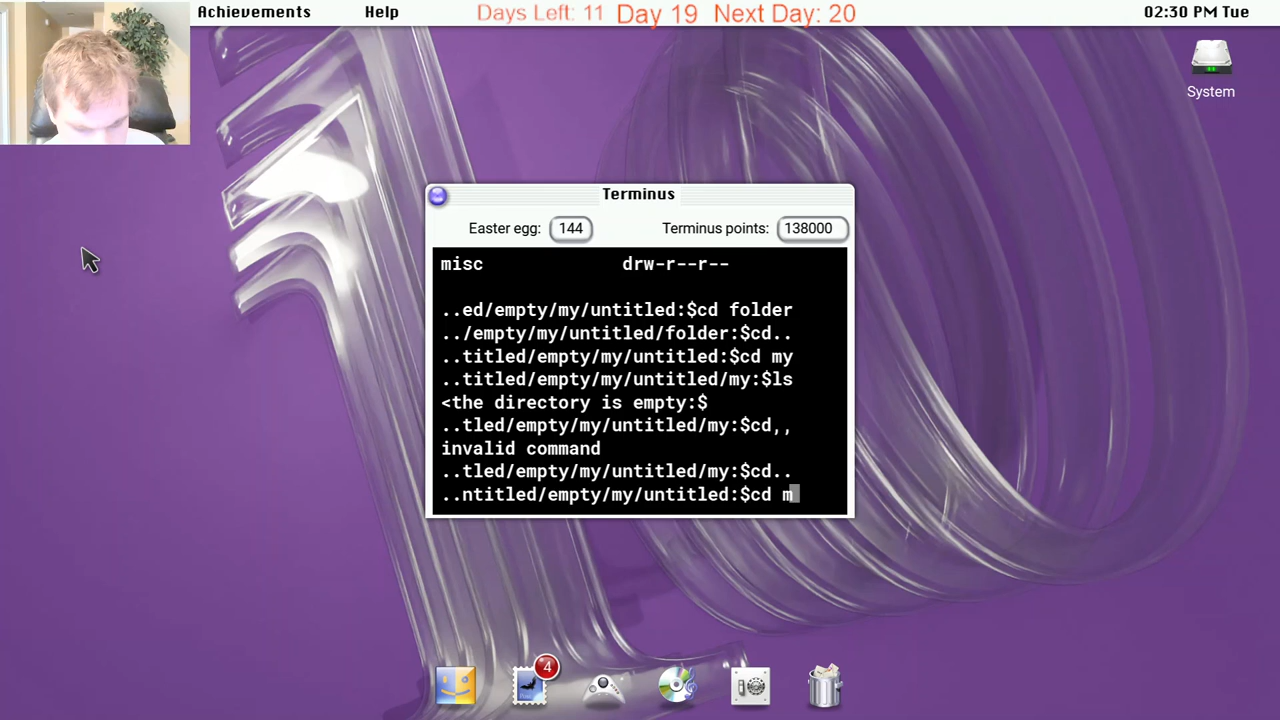 Achievements Help Days Left: 11 Day 19 Next Day: 20 02:30 PM Tue
System
Terminus
Easter egg: 144 Terminus points: 138000
misc drw-r--r--
..ed/empty/my/untitled:$cd folder
../empty/my/untitled/folder:$cd..
..titled/empty/my/untitled:$cd my
..titled/empty/my/untitled/my:$ls
<the directory is empty:$
..tled/empty/my/untitled/my:$cd,,
invalid command
..tled/empty/my/untitled/my:$cd..
..ntitled/empty/my/untitled:$cd m
4